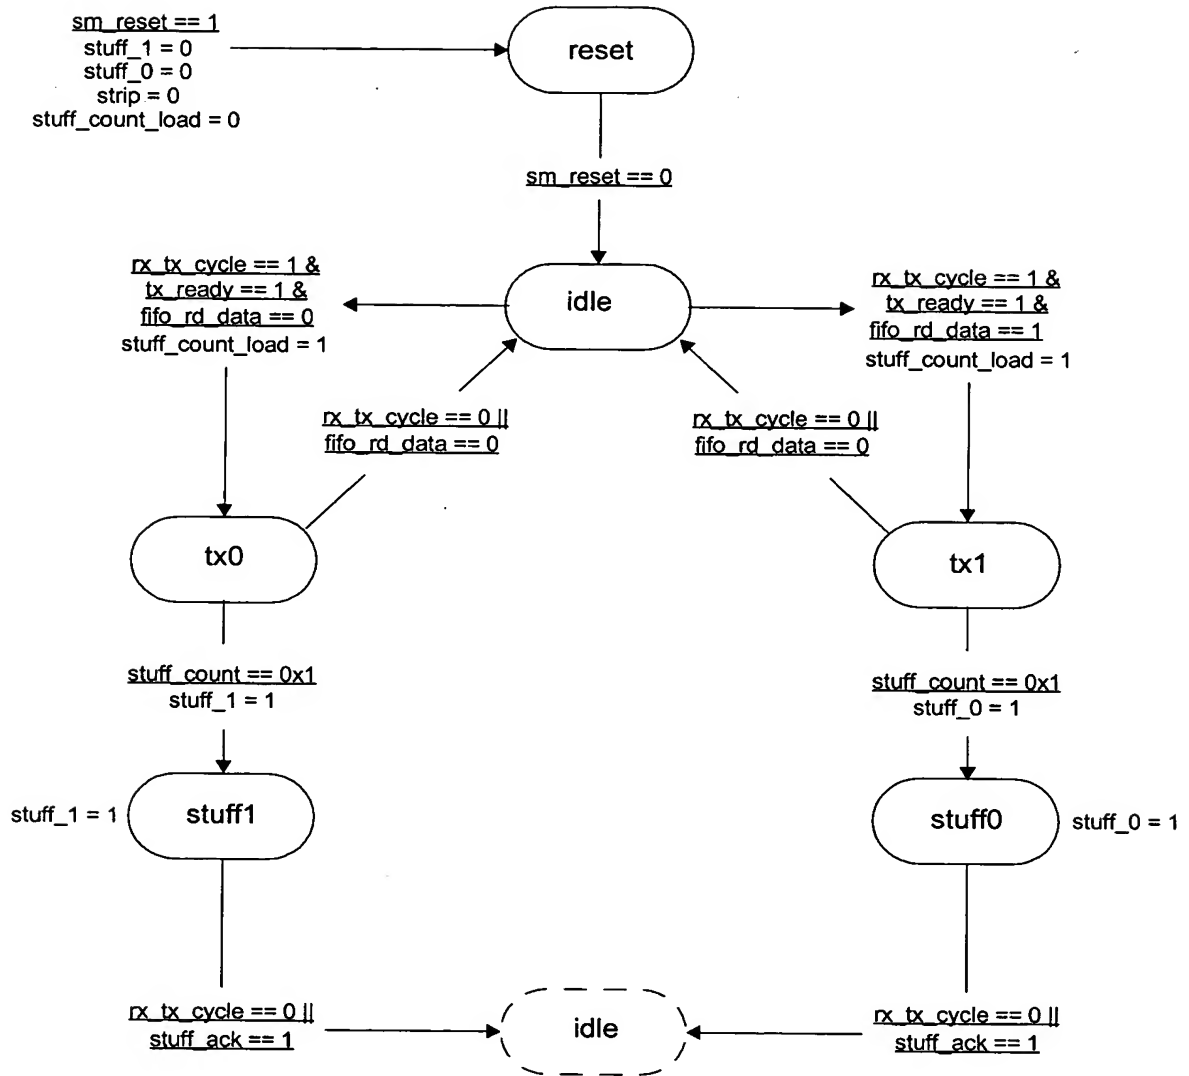 sm_reset == 1
stuff_1 = 0
stuff_0 = 0
strip = 0
stuff_count_load = 0
reset
sm_reset == 0
idle
rx_tx_cycle == 1 &
tx_ready == 1 &
fifo_rd_data == 0
stuff_count_load = 1
rx_tx_cycle == 1 &
tx_ready == 1 &
fifo_rd_data == 1
stuff_count_load = 1
rx_tx_cycle == 0 ||
fifo_rd_data == 0
rx_tx_cycle == 0 ||
fifo_rd_data == 0
tx0
tx1
stuff_count == 0x1
stuff_1 = 1
stuff_count == 0x1
stuff_0 = 1
stuff_1 = 1
stuff1
stuff0
stuff_0 = 1
rx_tx_cycle == 0 ||
stuff_ack == 1
idle
rx_tx_cycle == 0 ||
stuff_ack == 1